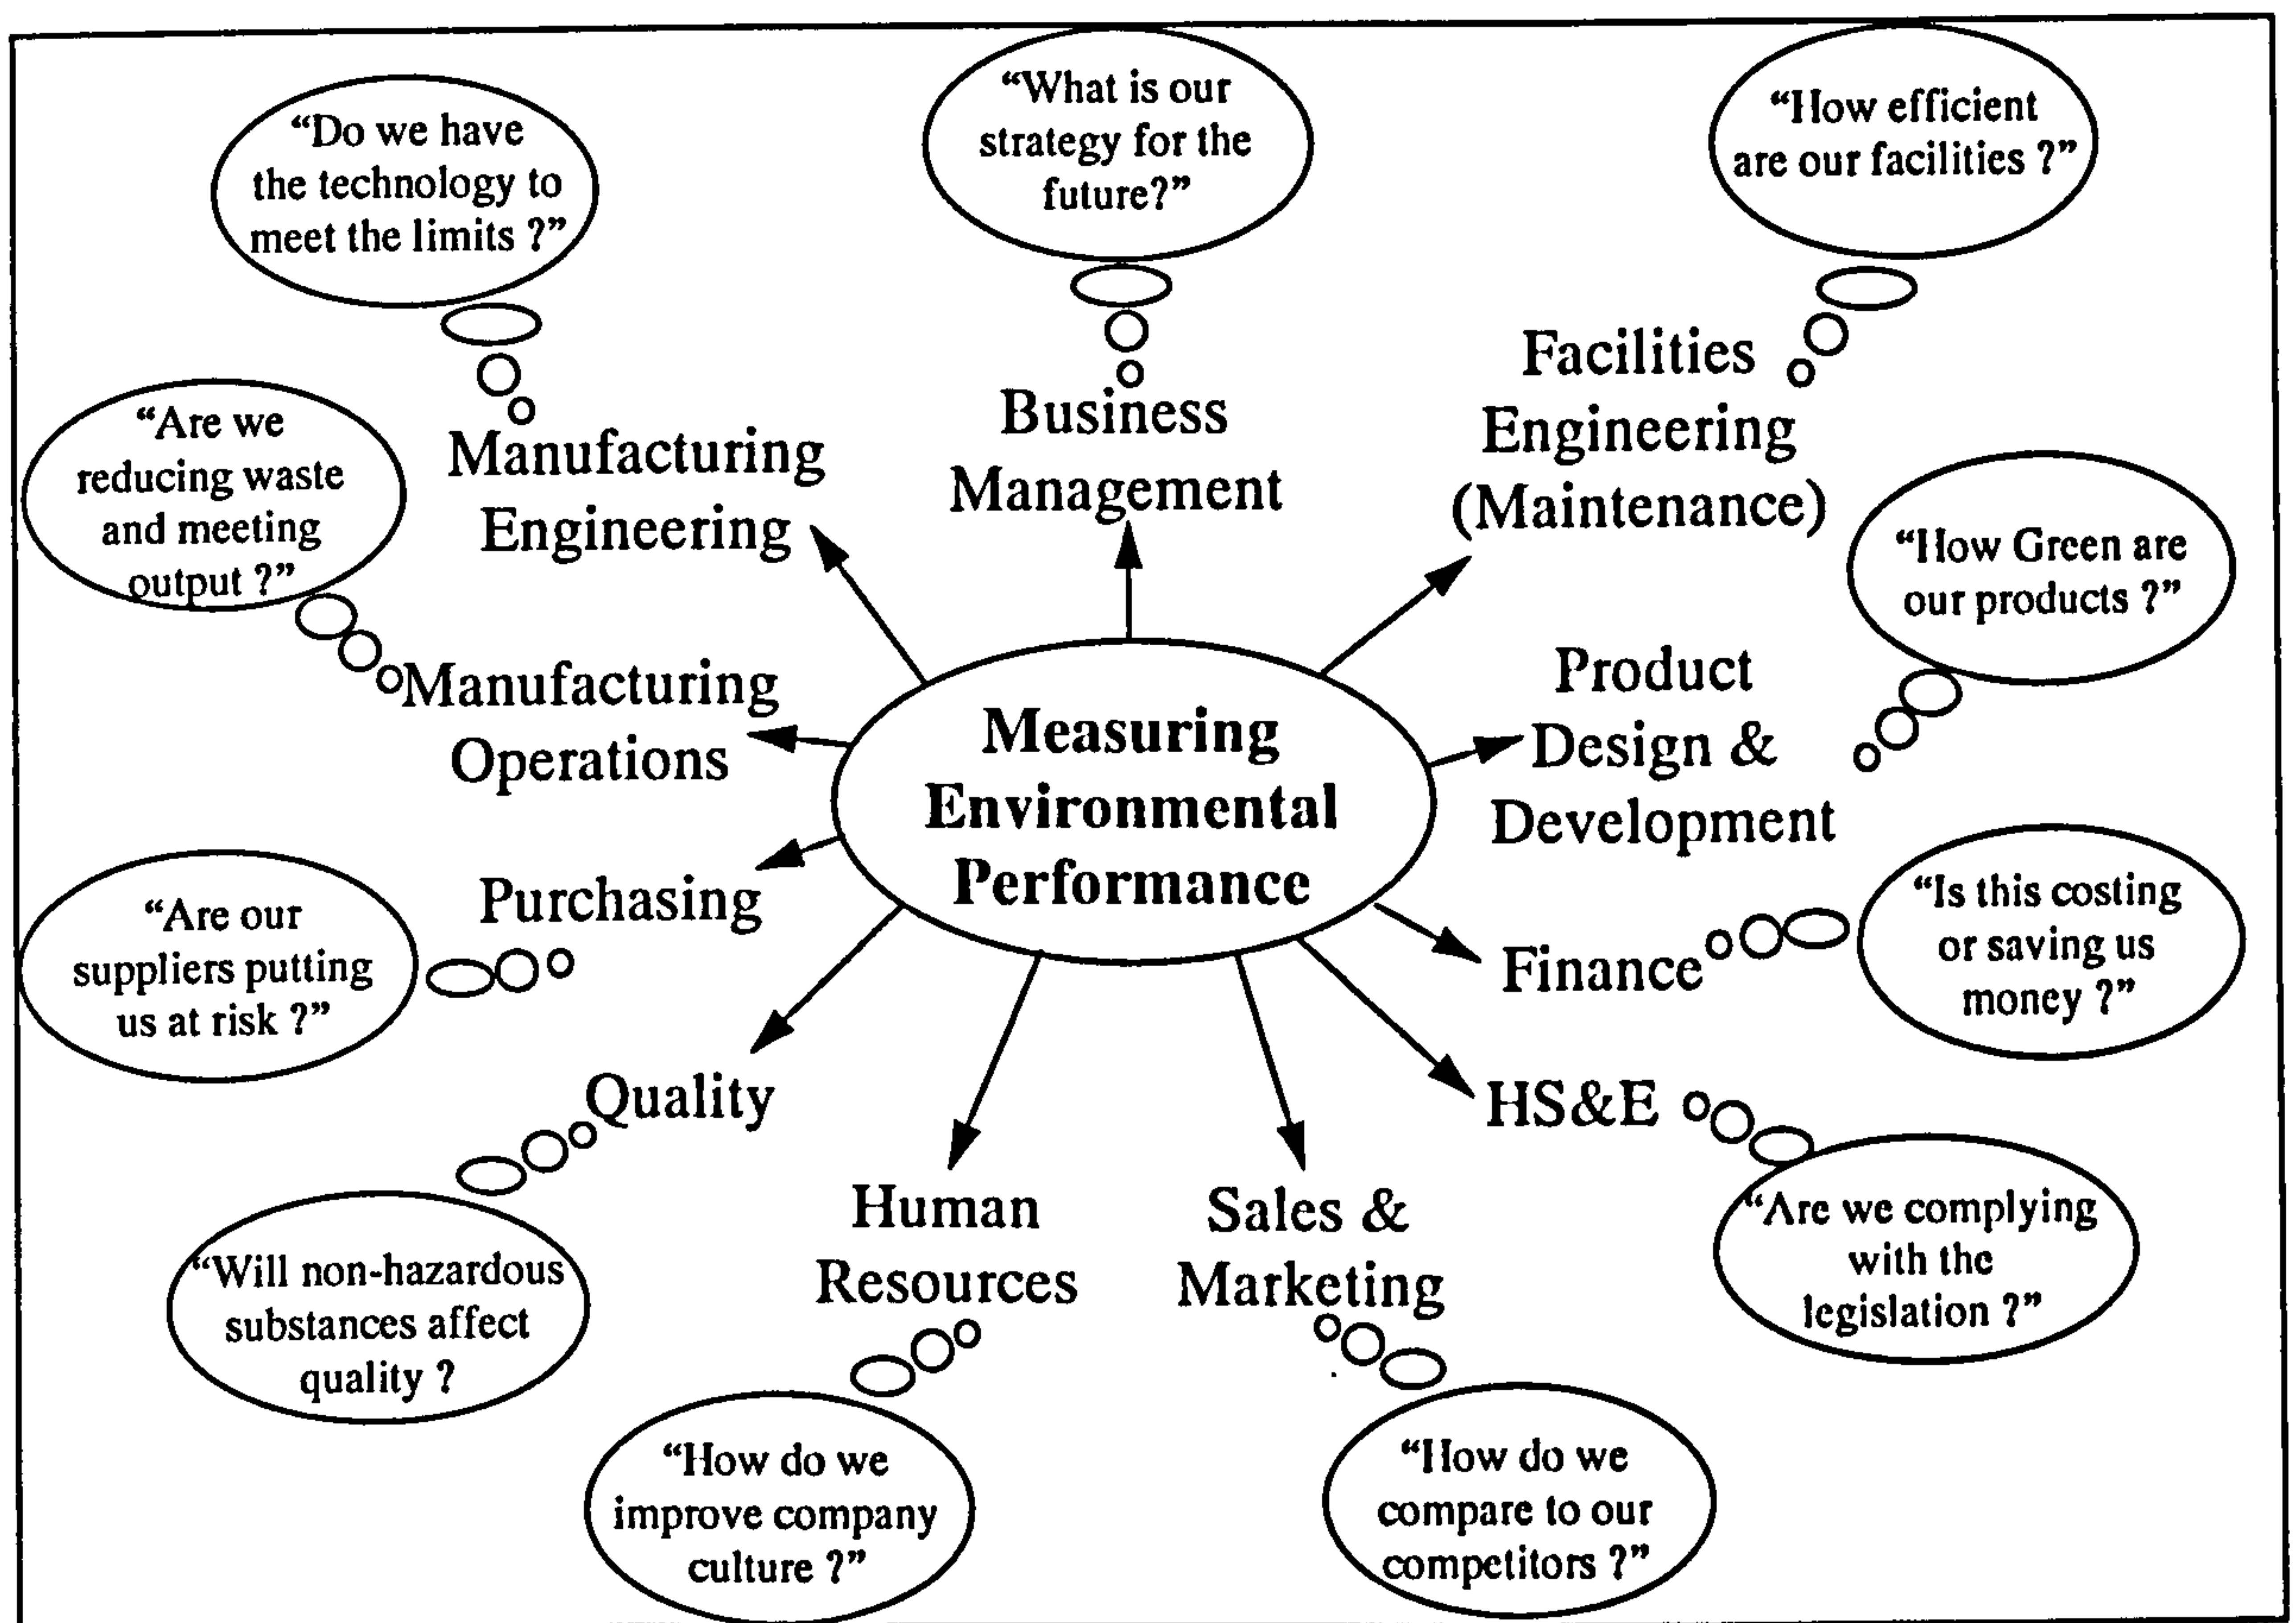 “Do we have
the technology to
meet the limits ?”
“What is our
strategy for the
future?”
“How efficient
are our facilities ?”
“Are we
reducing waste
and meeting
output ?”
Manufacturing
Engineering
Business
Management
Facilities
Engineering
(Maintenance)
“How Green are
our products ?”
Manufacturing
Operations
Measuring
Environmental
Performance
Product
Design &
Development
“Are our
suppliers putting
us at risk ?”
Purchasing
Finance
“Is this costing
or saving us
money ?”
Quality
HS&E
“Will non-hazardous
substances affect
quality ?
Human
Resources
Sales &
Marketing
“Are we complying
with the
legislation ?”
“How do we
improve company
culture ?”
“How do we
compare to our
competitors ?”